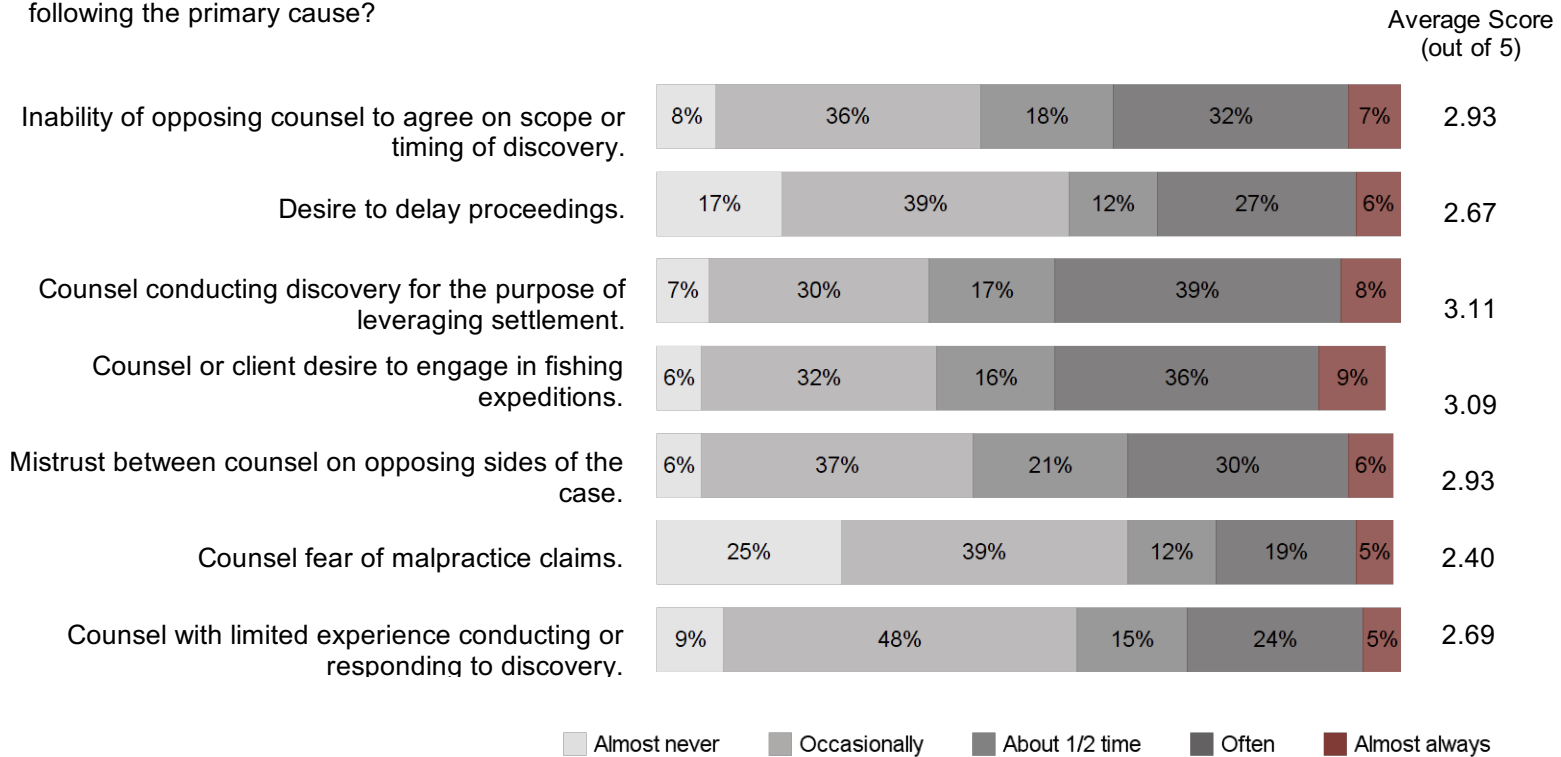 following the primary cause?
Average Score
(out of 5)
Inability of opposing counsel to agree on scope or
timing of discovery.
8% 36% 18% 32% 7% 2.93
Desire to delay proceedings.
17% 39% 12% 27% 6% 2.67
Counsel conducting discovery for the purpose of
leveraging settlement.
7% 30% 17% 39% 8% 3.11
Counsel or client desire to engage in fishing
expeditions.
6% 32% 16% 36% 9% 3.09
Mistrust between counsel on opposing sides of the
case.
6% 37% 21% 30% 6% 2.93
Counsel fear of malpractice claims.
25% 39% 12% 19% 5% 2.40
Counsel with limited experience conducting or
responding to discovery.
9% 48% 15% 24% 5% 2.69
Almost never Occasionally About 1/2 time Often Almost always